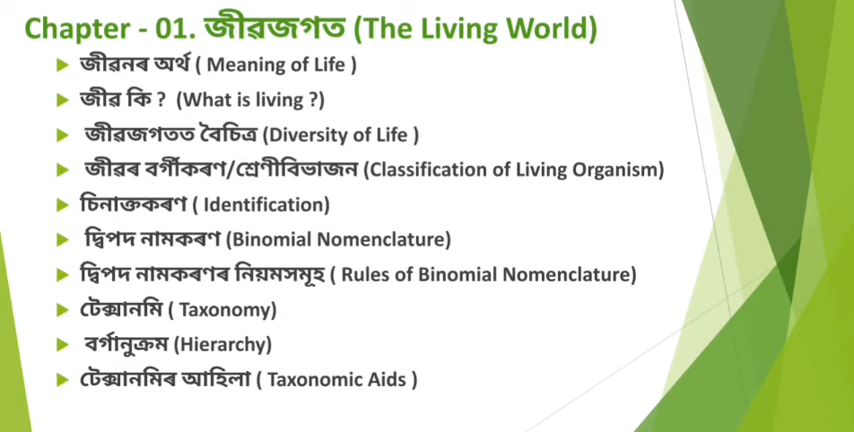 Chapter - 01. জীৱজগত (The Living World)
জীৱনৰ অৰ্থ ( Meaning of Life )
জীৱ কি ? (What is living ?)
জীৱজগতত বৈচিত্ৰ (Diversity of Life )
জীৱৰ বৰ্গীকৰণ/শ্ৰেণীবিভাজন (Classification of Living Organism)
চিনাক্তকৰণ ( Identification)
দ্বিপদ নামকৰণ (Binomial Nomenclature)
দ্বিপদ নামকৰণৰ নিয়মসমূহ ( Rules of Binomial Nomenclature)
টেক্সানমি ( Taxonomy)
বৰ্গানুক্ৰম (Hierarchy)
টেক্সানমিৰ আহিলা ( Taxonomic Aids )